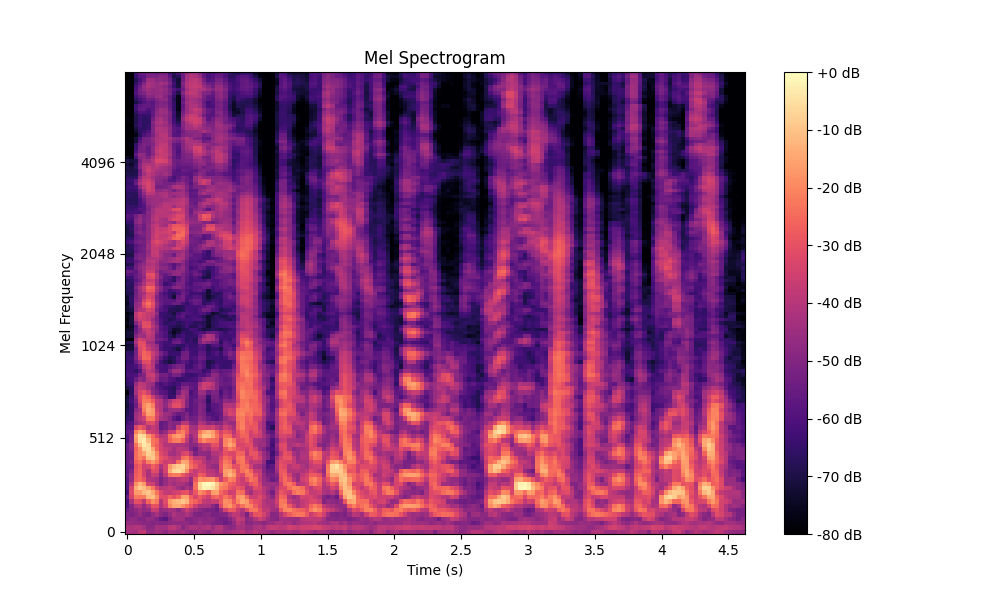 Mel Spectrogram
Mel Frequency
4096
2048
1024
512
0
0
0.5
1
1.5
2
2.5
3
3.5
4
4.5
Time (s)
+0 dB
-10 dB
-20 dB
-30 dB
-40 dB
-50 dB
-60 dB
-70 dB
-80 dB